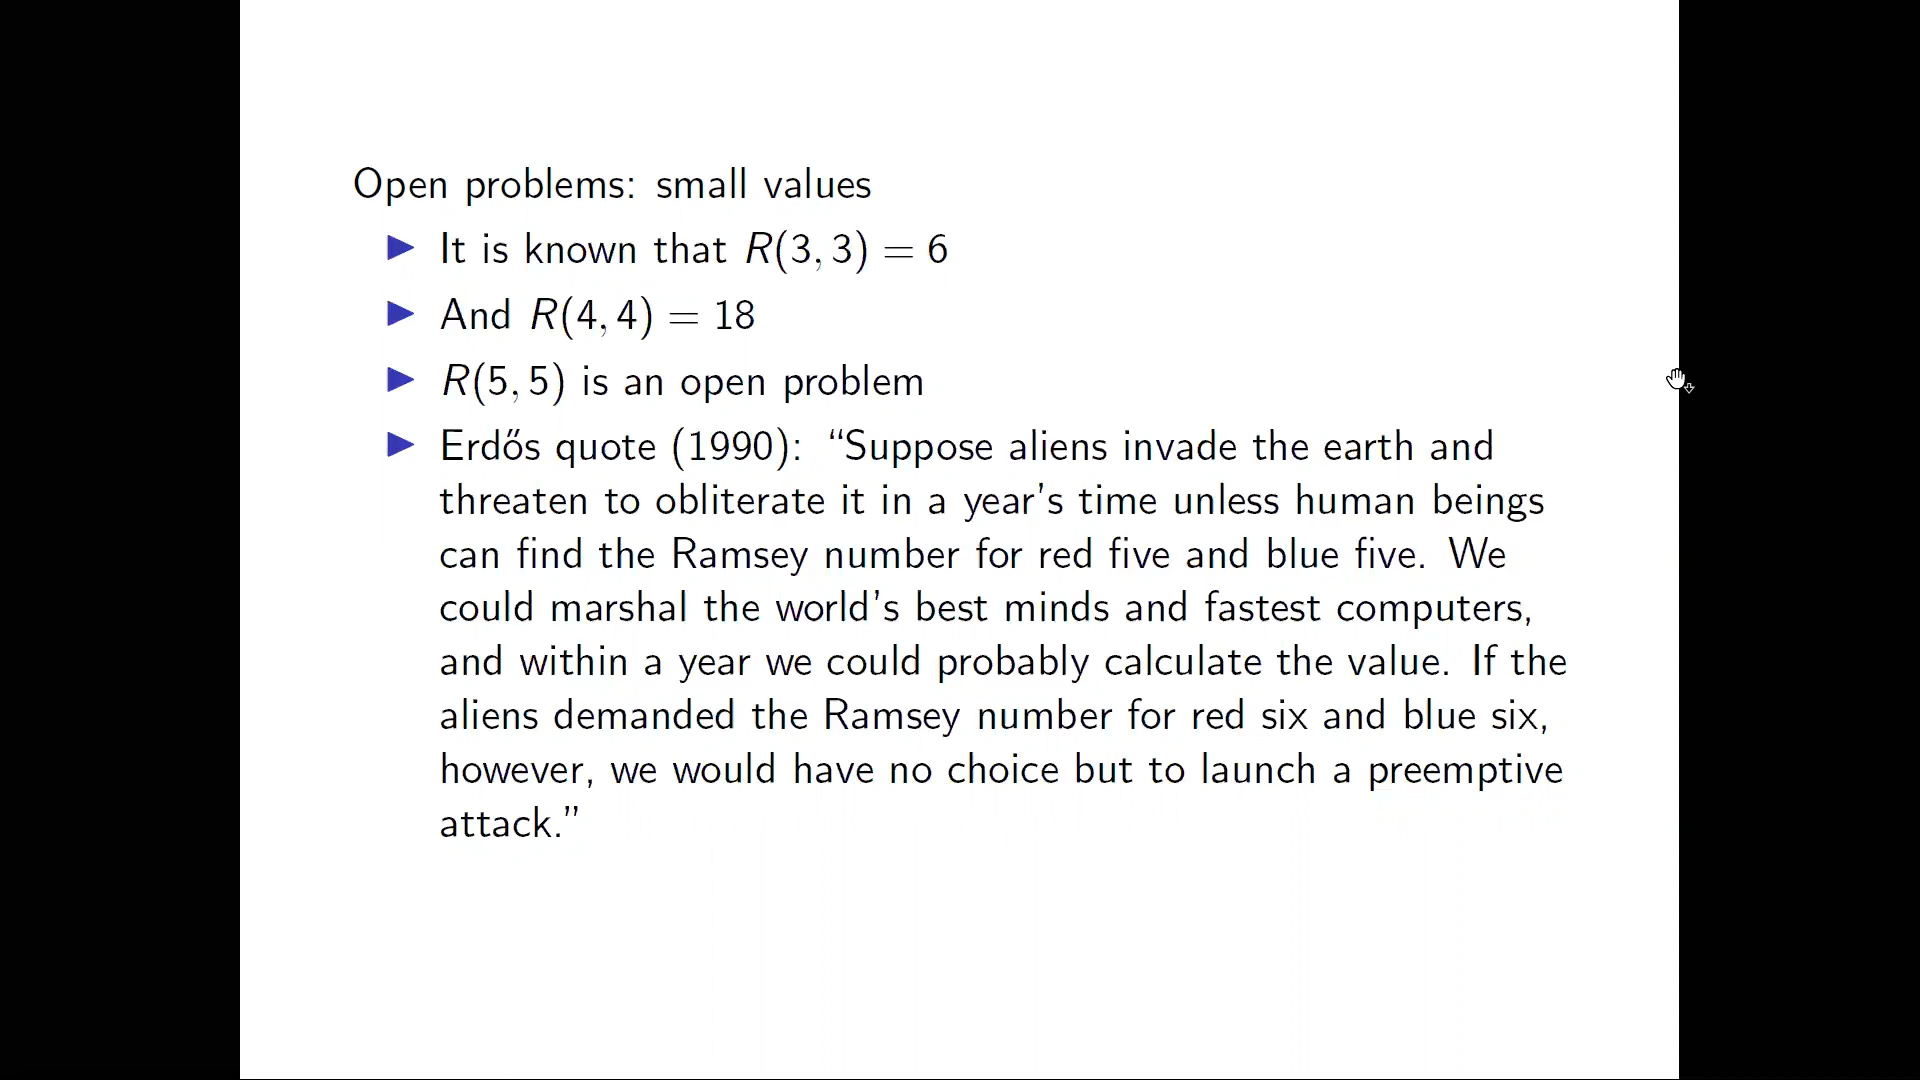 Open problems: small values
▶ It is known that R(3, 3) = 6
▶ And R(4, 4) = 18
▶ R(5, 5) is an open problem
▶ Erdős quote (1990): “Suppose aliens invade the earth and
threaten to obliterate it in a year’s time unless human beings
can find the Ramsey number for red five and blue five. We
could marshal the world’s best minds and fastest computers,
and within a year we could probably calculate the value. If the
aliens demanded the Ramsey number for red six and blue six,
however, we would have no choice but to launch a preemptive
attack.”